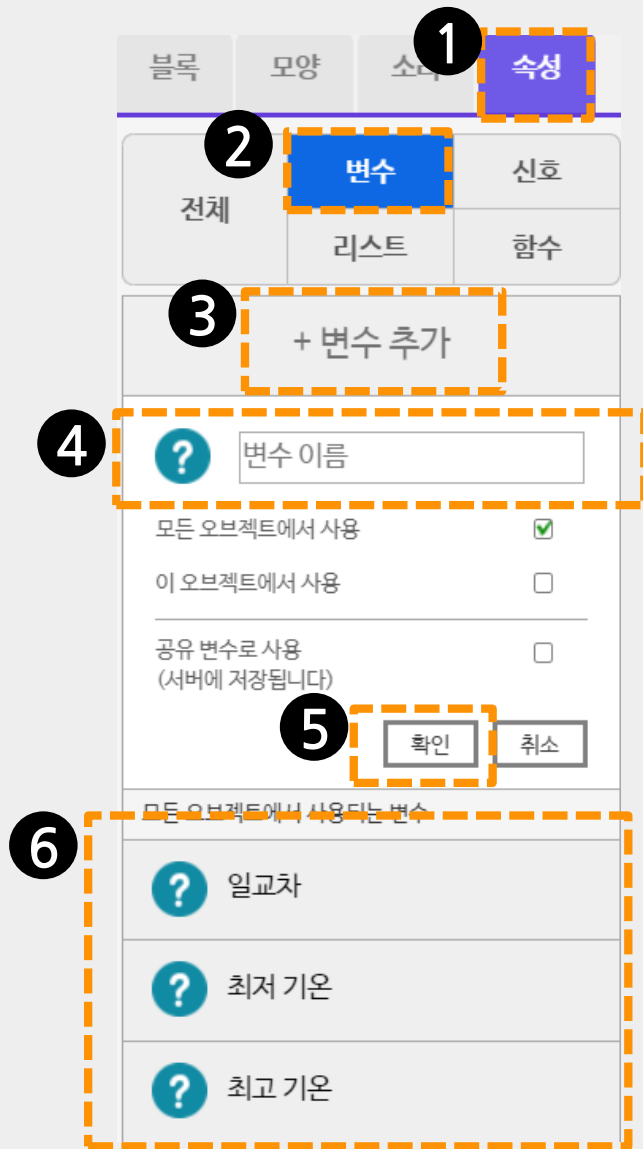 1
블록 모양 소리 속성
2
전체 변수 신호
리스트 함수
3
+ 변수 추가
4
? 변수 이름
모든 오브젝트에서 사용
이 오브젝트에서 사용
공유 변수로 사용
(서버에 저장됩니다)
5
확인 취소
모든 오브젝트에서 사용되는 변수
6
? 일교차
? 최저 기온
? 최고 기온